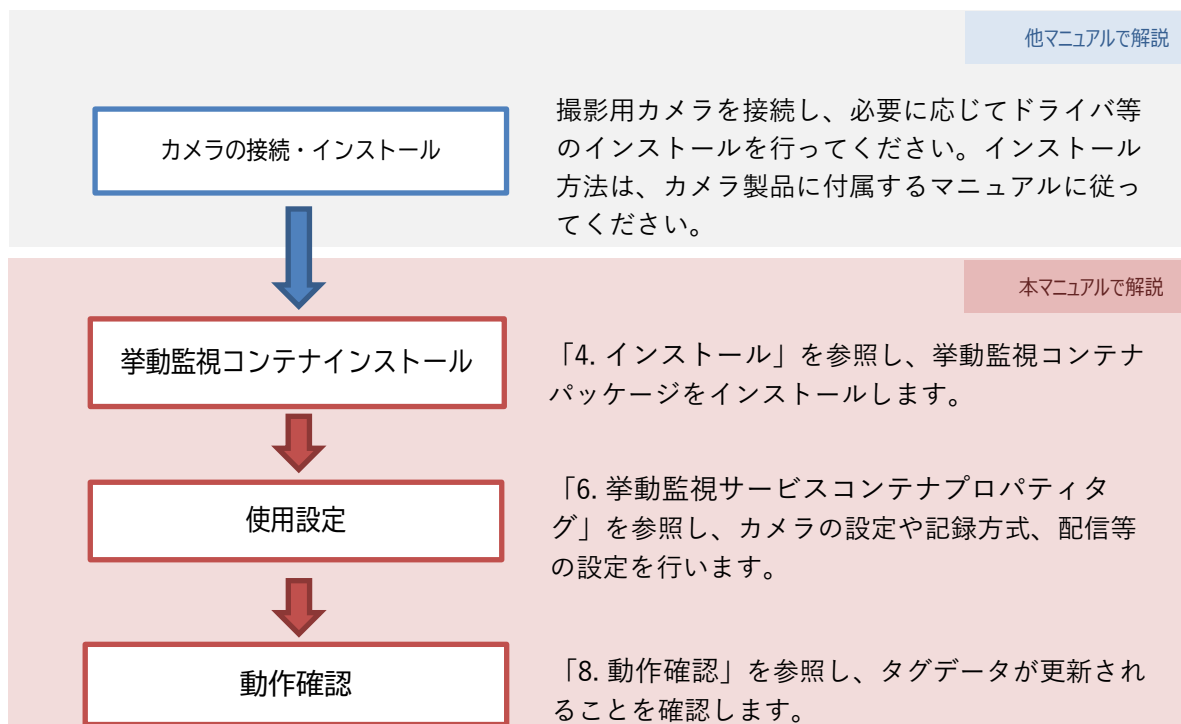 他マニュアルで解説
カメラの接続・インストール
撮影用カメラを接続し、必要に応じてドライバ等
のインストールを行ってください。インストール
方法は、カメラ製品に付属するマニュアルに従っ
てください。
本マニュアルで解説
挙動監視コンテナインストール
「4. インストール」を参照し、挙動監視コンテナ
パッケージをインストールします。
使用設定
「6. 挙動監視サービスコンテナプロパティタ
グ」を参照し、カメラの設定や記録方式、配信等
の設定を行います。
動作確認
「8. 動作確認」を参照し、タグデータが更新され
ることを確認します。